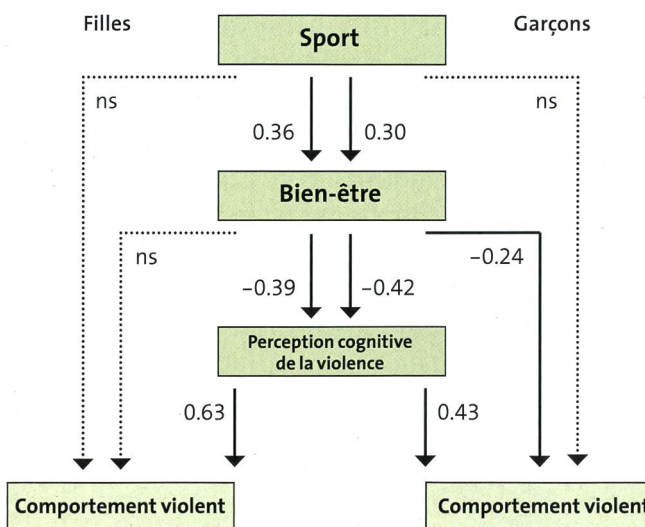 Filles
Sport
Garçons
ns
ns
0.36
0.30
Bien-être
ns
−0.24
−0.39
−0.42
Perception cognitive
de la violence
0.63
0.43
Comportement violent
Comportement violent